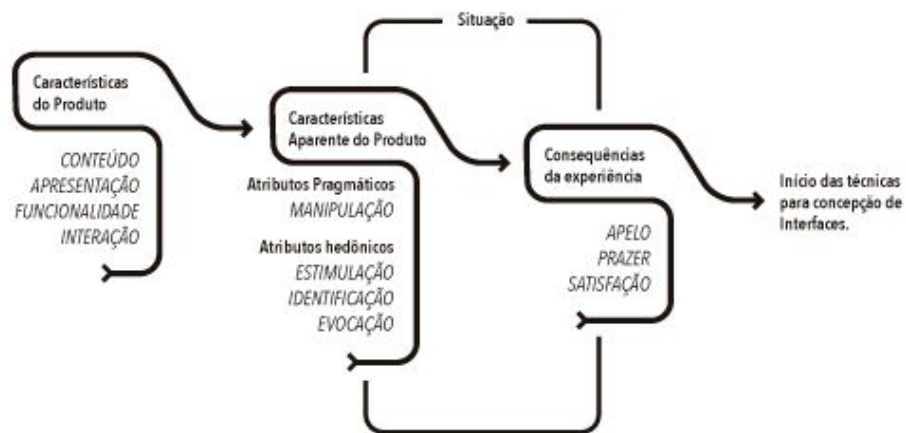 Situação
Características
do Produto
CONTEÚDO
APRESENTAÇÃO
FUNCIONALIDADE
INTERAÇÃO
Características
Aparente do Produto
Atributos Pragmáticos
MANIPULAÇÃO
Atributos hedônicos
ESTIMULAÇÃO
IDENTIFICAÇÃO
EVOCAÇÃO
Consequências
da experiência
APELO
PRAZER
SATISFAÇÃO
Início das técnicas
para concepção de
Interfaces.